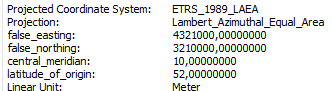 Projected Coordinate System: ETRS_1989_LAEA
Projection: Lambert_Azimuthal_Equal_Area
false_easting: 4321000,00000000
false_northing: 3210000,00000000
central_meridian: 10,00000000
latitude_of_origin: 52,00000000
Linear Unit: Meter